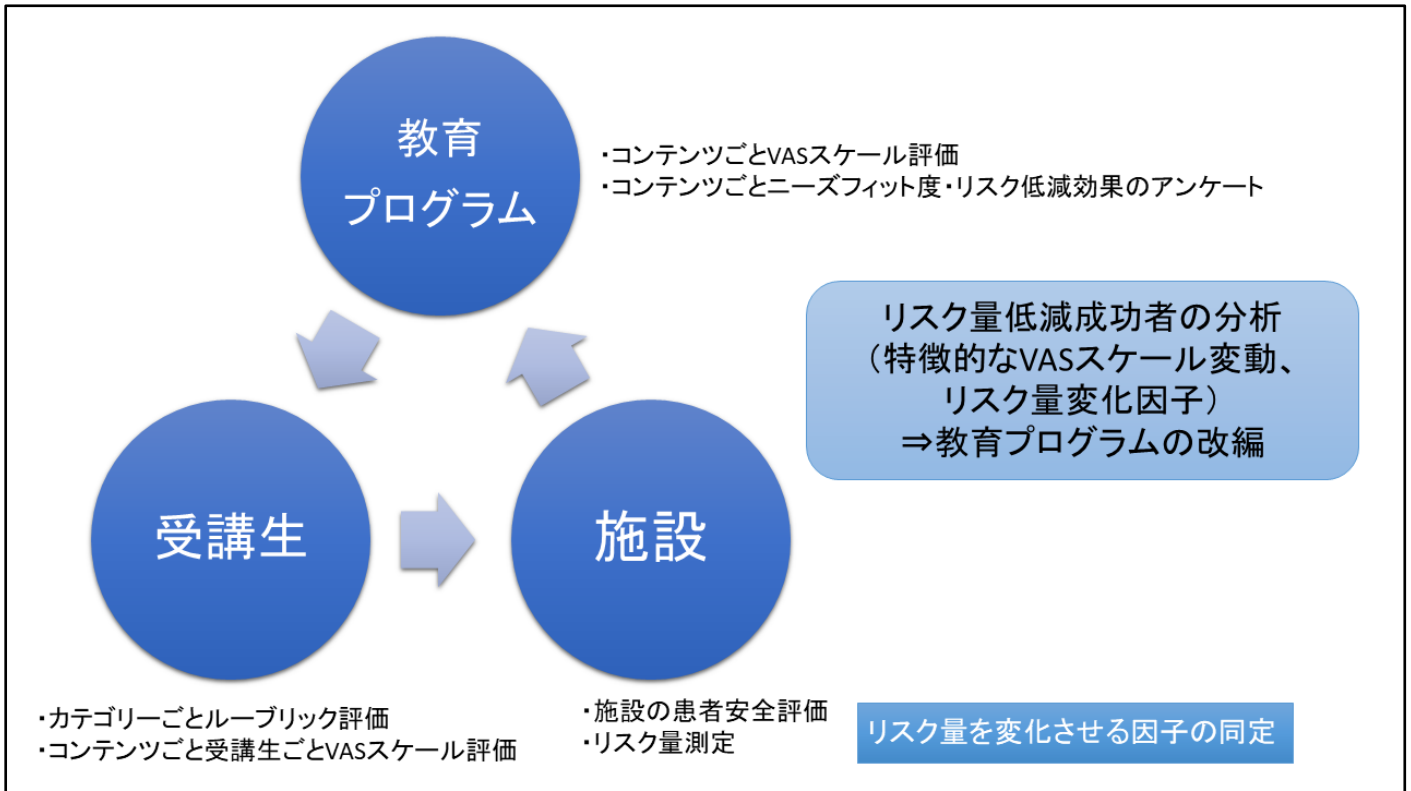 教育
プログラム
・コンテンツごとVASスケール評価
・コンテンツごとニーズフィット度・リスク低減効果のアンケート
リスク量低減成功者の分析
（特徴的なVASスケール変動、
リスク量変化因子）
⇒教育プログラムの改編
受講生
施設
・カテゴリーごとルーブリック評価
・コンテンツごと受講生ごとVASスケール評価
・施設の患者安全評価
・リスク量測定
リスク量を変化させる因子の同定